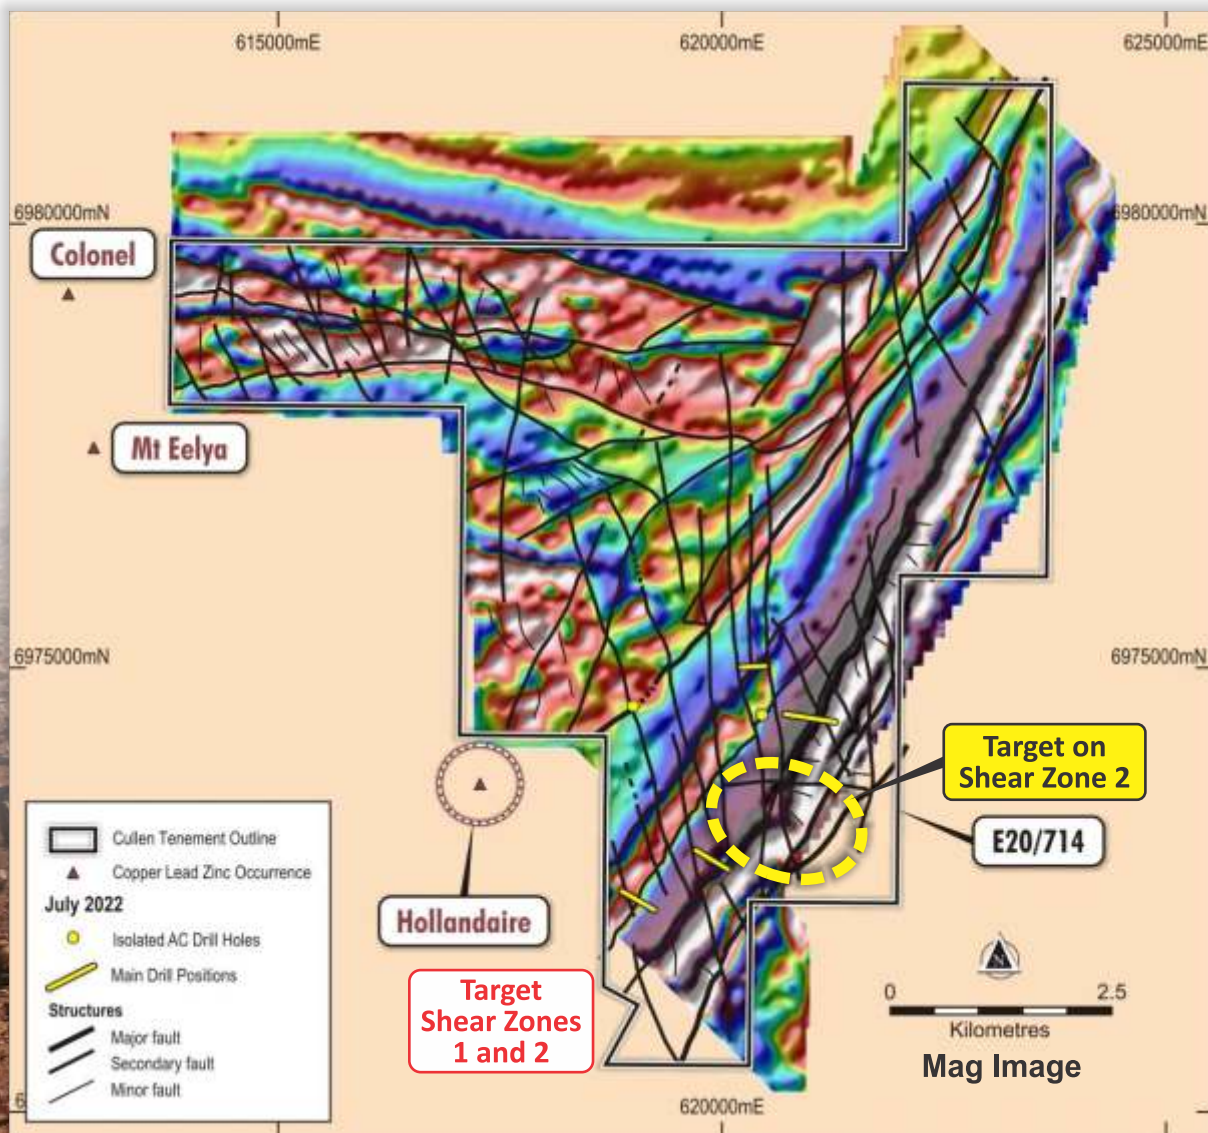 615000mE
620000mE
625000mE
6980000mN
6980000mN
Colonel
Mt Eelya
6975000mN
6975000mN
Target on
Shear Zone 2
E20/714
Hollandaire
Target
Shear Zones
1 and 2
Cullen Tenement Outline
Copper Lead Zinc Occurrence
July 2022
Isolated AC Drill Holes
Main Drill Positions
Structures
Major fault
Secondary fault
Minor fault
N
0 2.5
Kilometres
Mag Image
620000mE